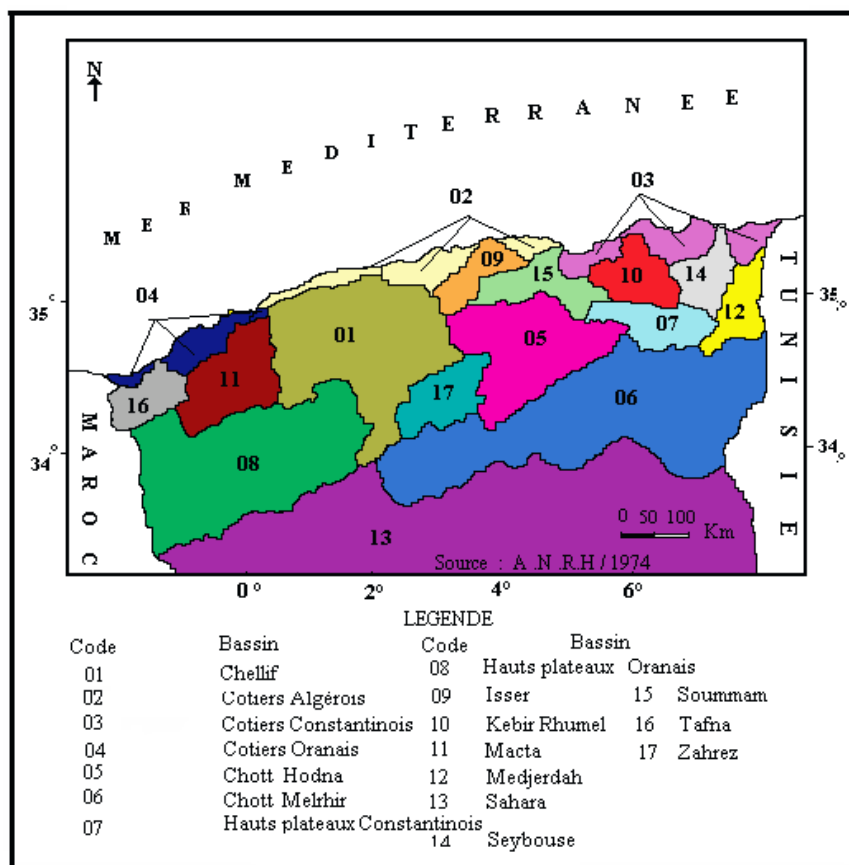 N
MER MEDITERRANEE
03
02
09
15
10
14
04
35°
35°
12
07
01
05
11
17
16
06
TUNISIE
MAROC
34°
34°
08
0 50 100
Km
13
Source : A .N .R.H / 1974
0° 2° 4° 6°
LEGENDE
Code Bassin Code Bassin
01 Chellif 08 Hauts plateaux Oranais
02 Cotiers Algérois 09 Isser 15 Soummam
03 Cotiers Constantinois 10 Kebir Rhumel 16 Tafna
04 Cotiers Oranais 11 Macta 17 Zahrez
05 Chott Hodna 12 Medjerdah
06 Chott Melrhir 13 Sahara
07 Hauts plateaux Constantinois
14 Seybouse